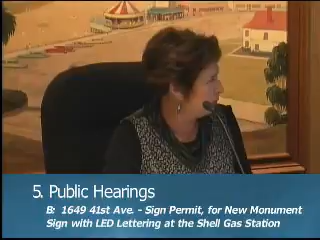 5. Public Hearings
B: 1649 41st Ave. - Sign Permit, for New Monument
Sign with LED Lettering at the Shell Gas Station